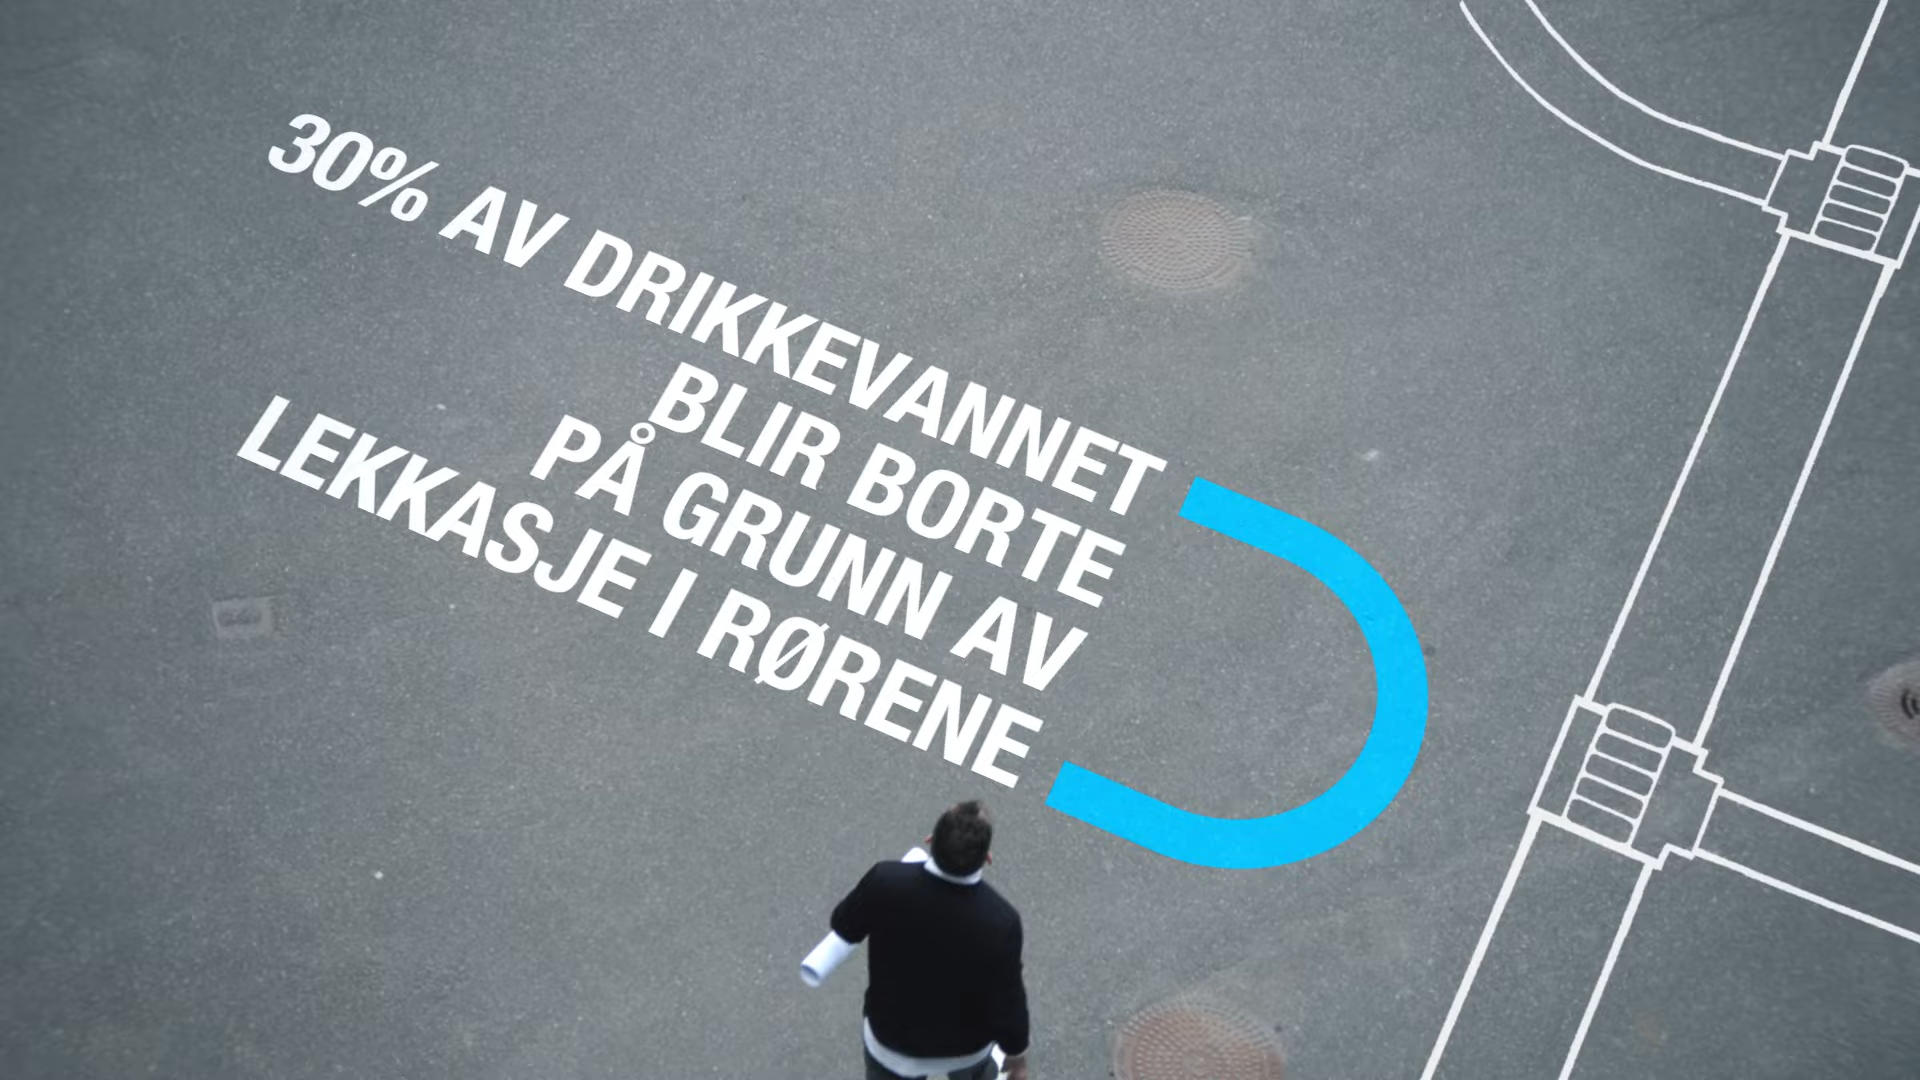 30% AV DRIKKEVANNET
BLIR BORTE
PÅ GRUNN AV
LEKKASJE I RØRENE